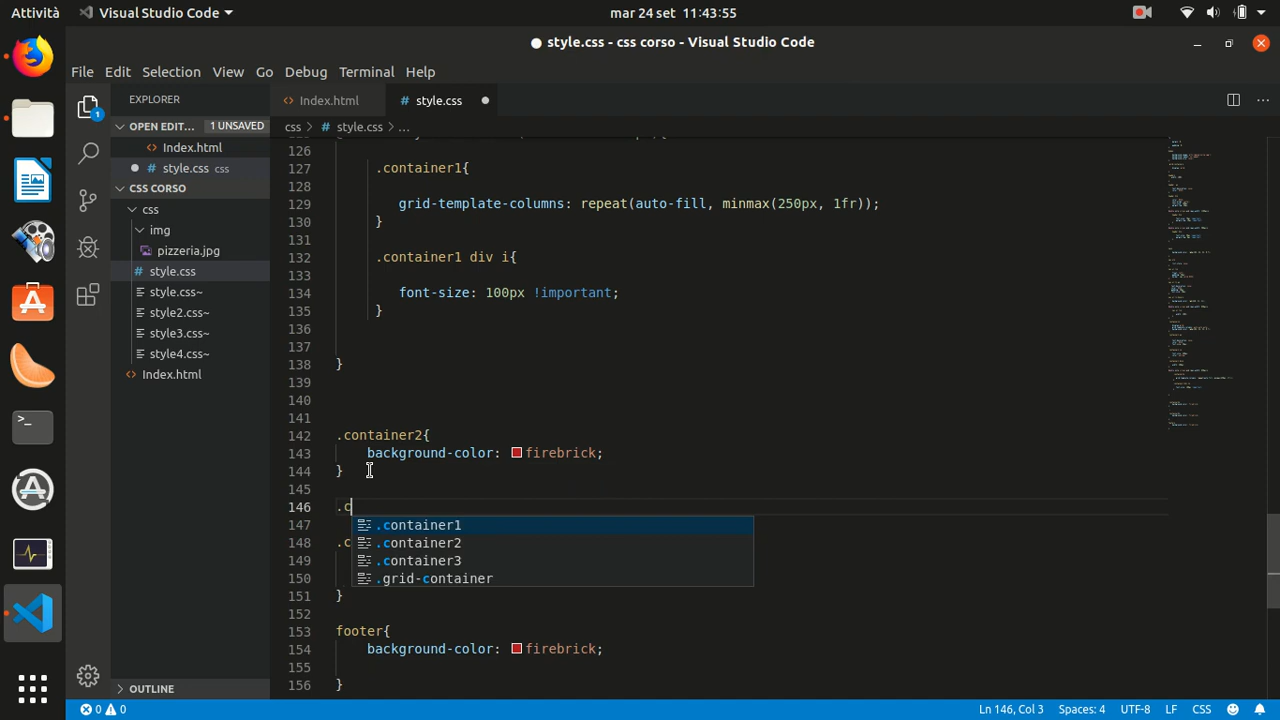 Attività
Visual Studio Code
mar 24 set 11:43:55
style.css - css corso - Visual Studio Code
File Edit Selection View Go Debug Terminal Help
EXPLORER
Index.html
style.css
OPEN EDIT... 1 UNSAVED
css > # style.css > ...
Index.html
# style.css css
CSS CORSO
css
img
pizzeria.jpg
# style.css
style.css~
style2.css~
style3.css~
style4.css~
Index.html
OUTLINE
126
127 .container1{
128
129 grid-template-columns: repeat(auto-fill, minmax(250px, 1fr));
130 }
131
132 .container1 div i{
133
134 font-size: 100px !important;
135 }
136
137
138 }
139
140
141
142 .container2{
143 background-color: firebrick;
144 }
145
146 .c
.container1
.container2
.container3
.grid-container
147
148 .c
149
150
151 }
152
153 footer{
154 background-color: firebrick;
155
156 }
0 0
Ln 146, Col 3 Spaces: 4 UTF-8 LF CSS